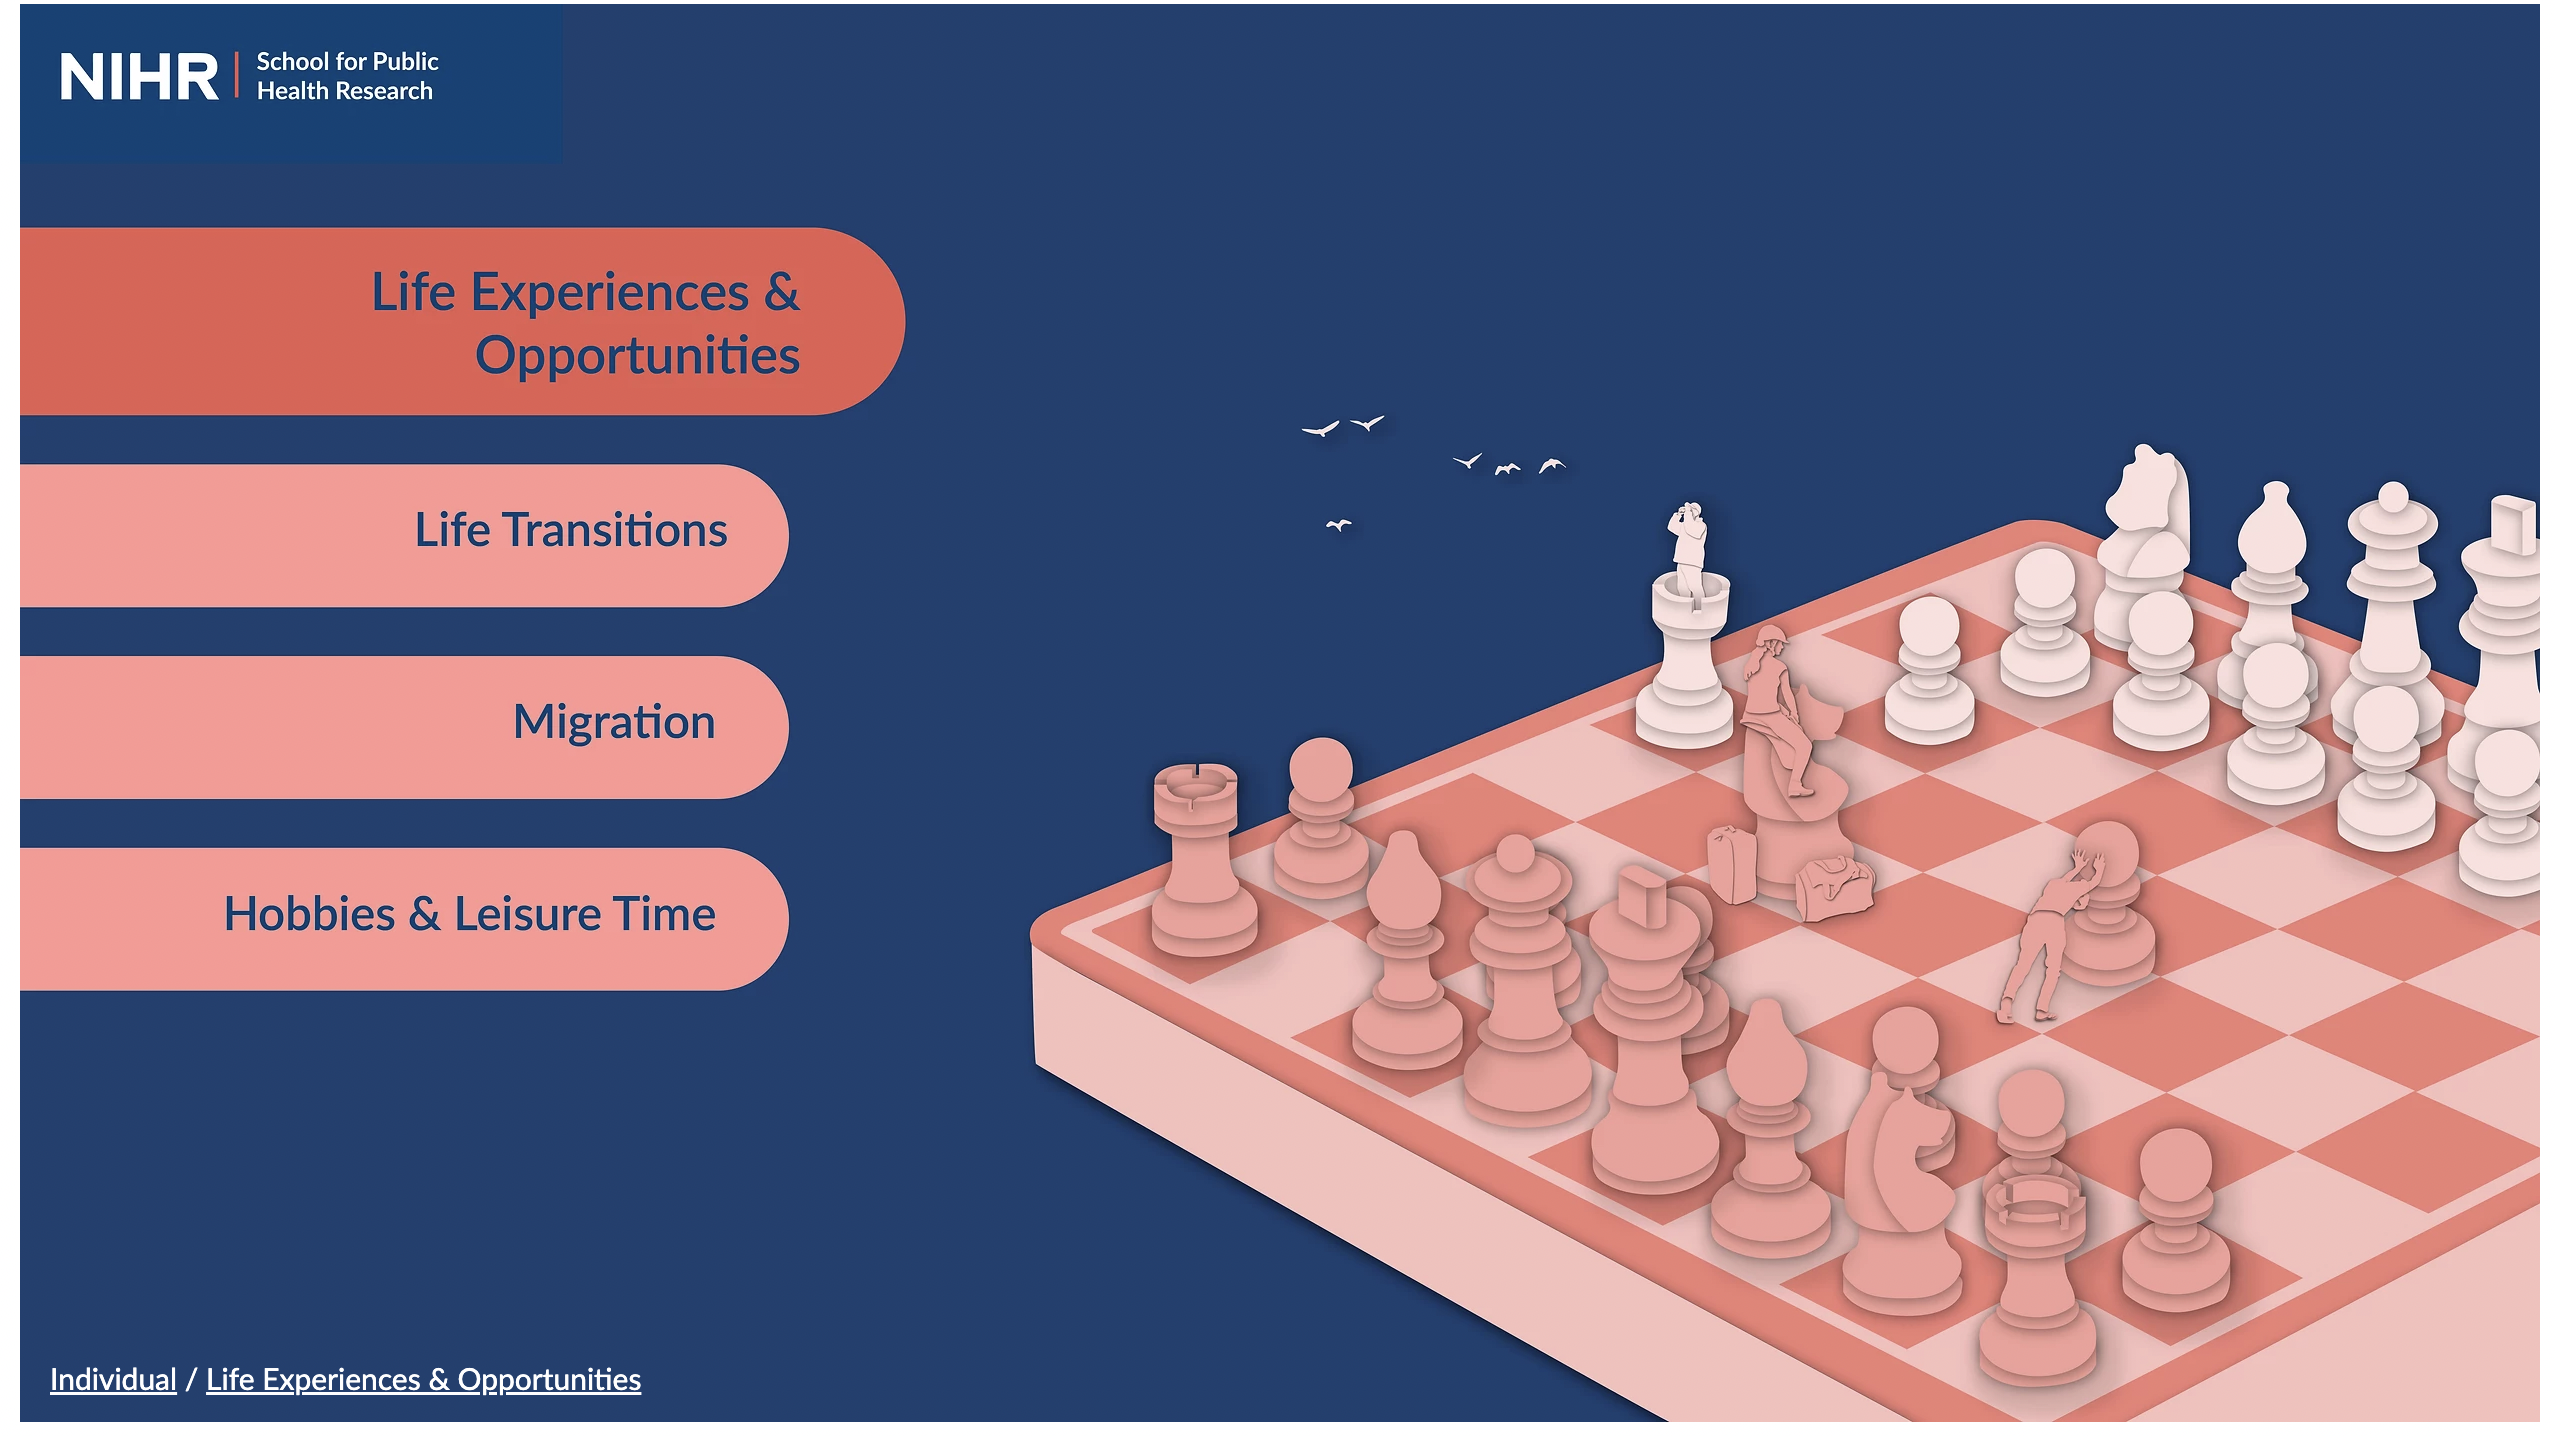 NIHR
School for Public
Health Research
Life Experiences &
Opportunities
Life Transitions
Migration
Hobbies & Leisure Time
Individual / Life Experiences & Opportunities